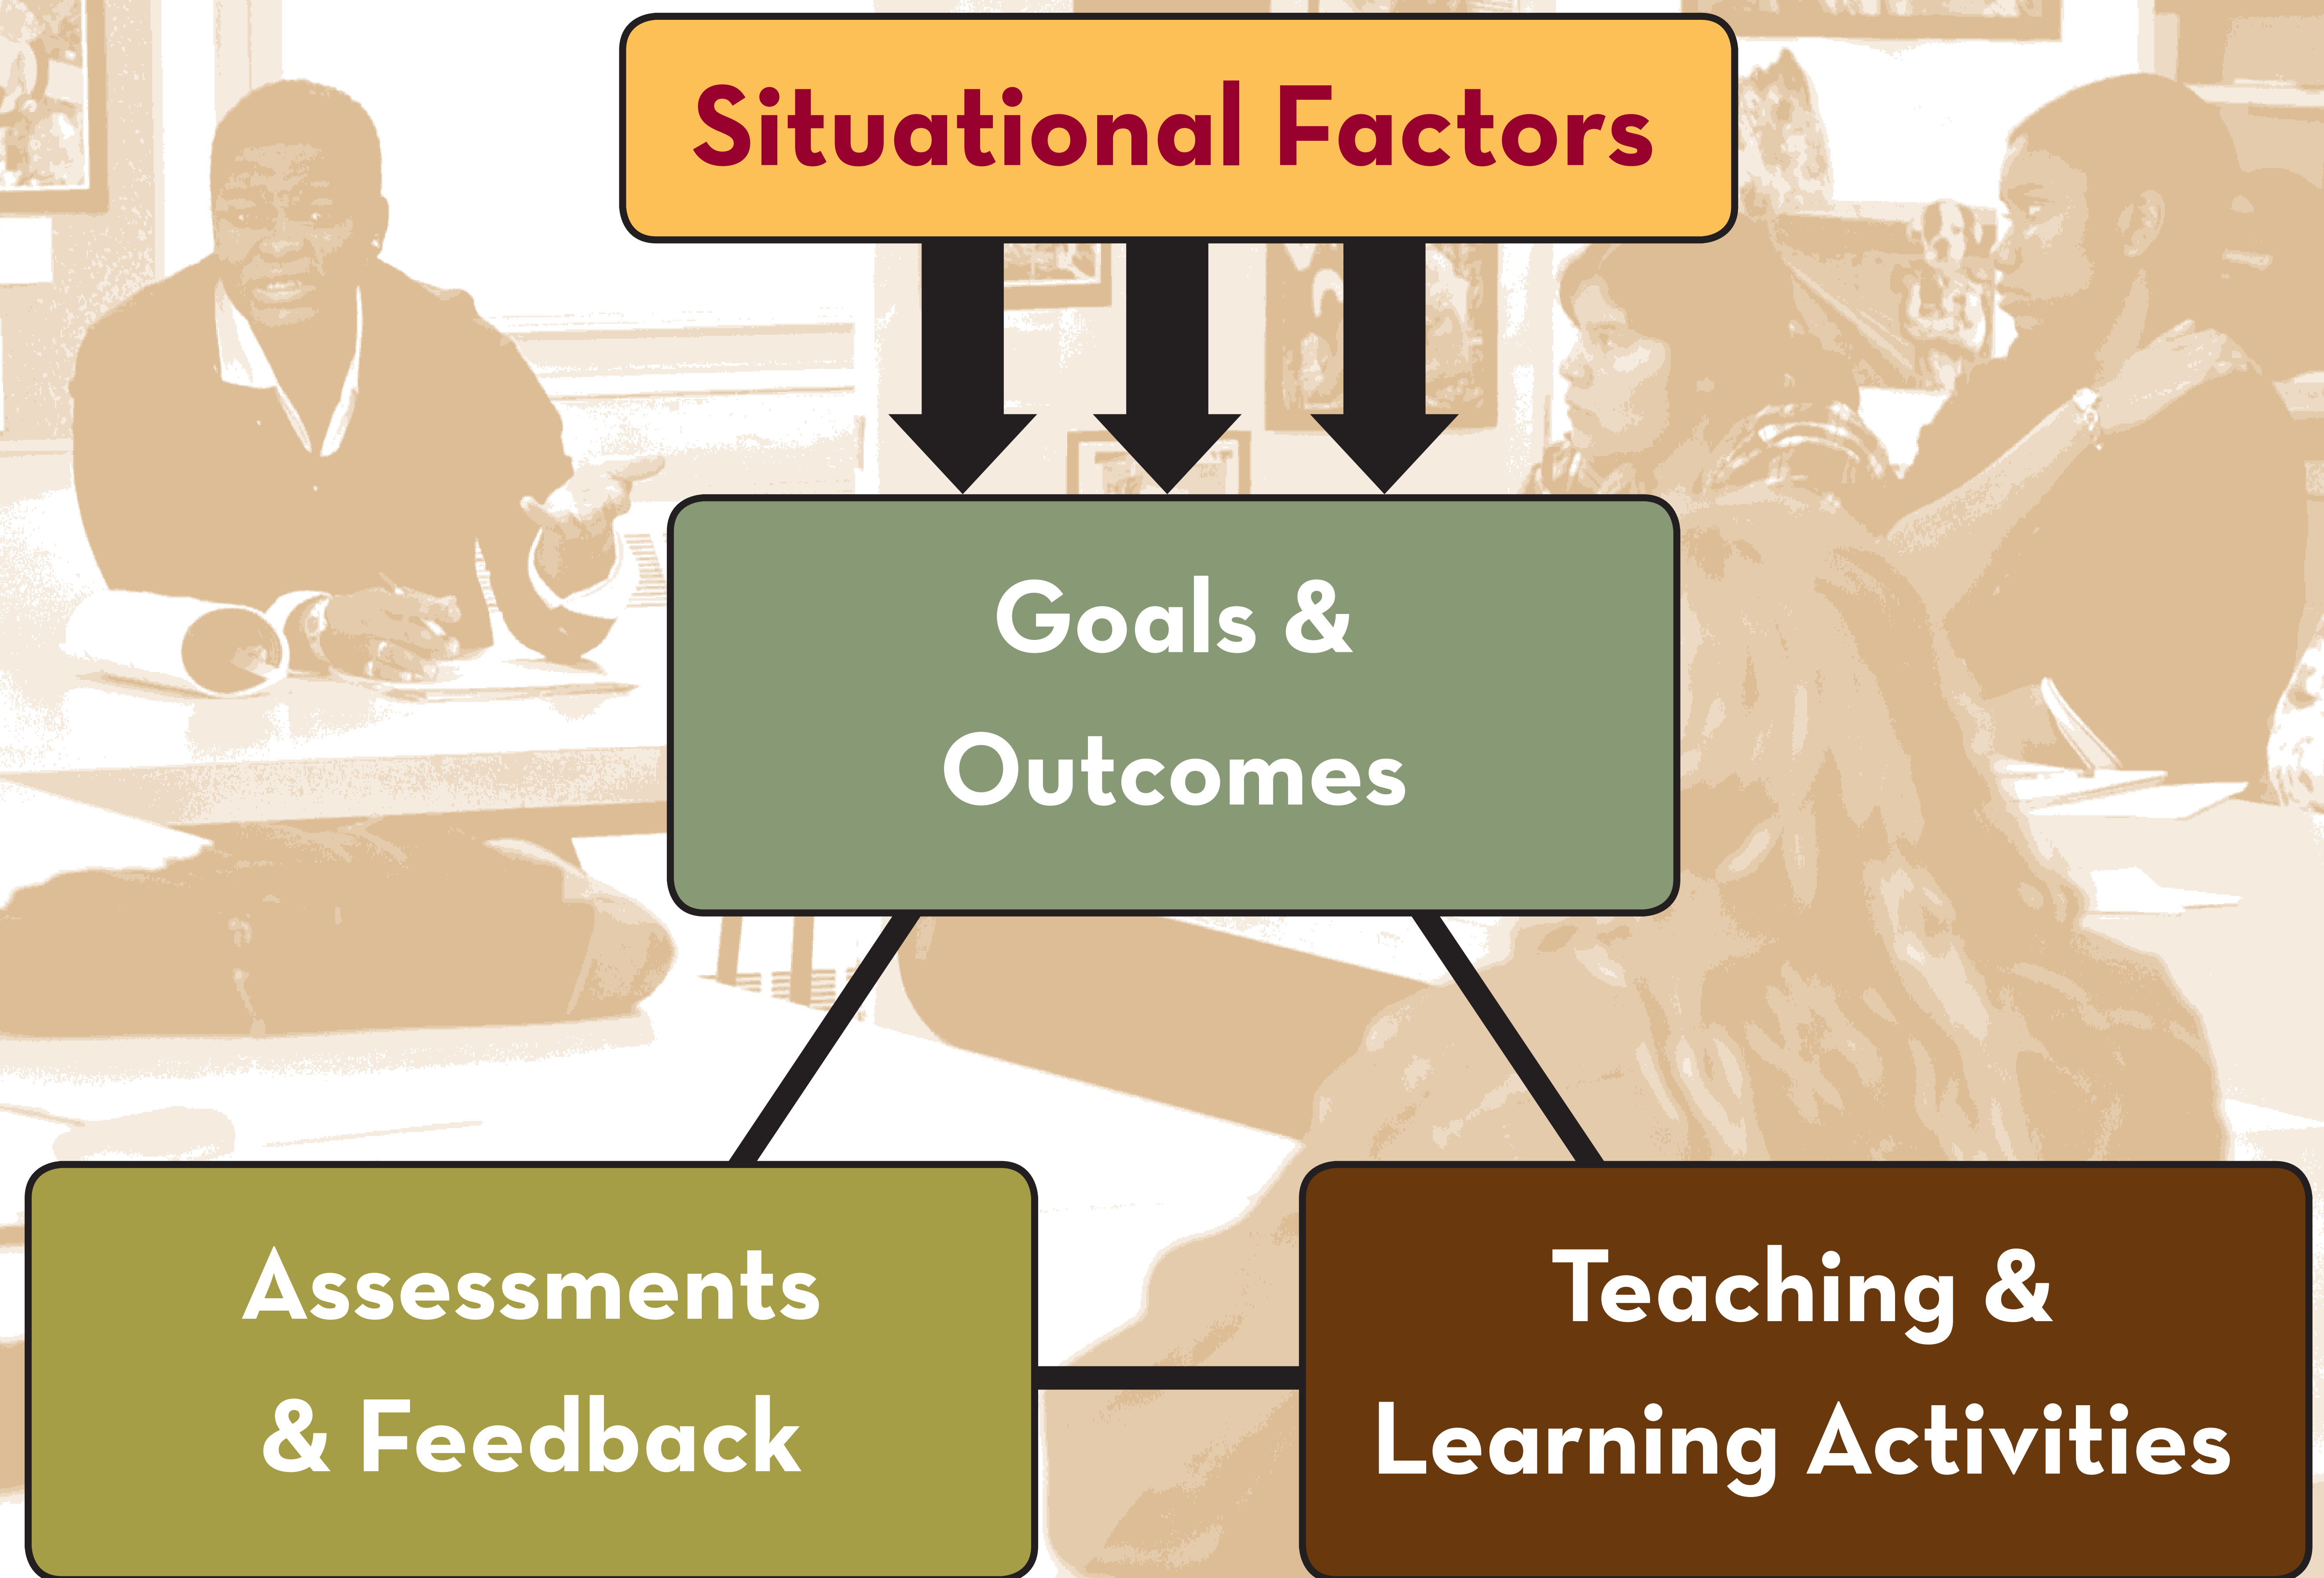 Situational Factors
Goals &
Outcomes
Assessments
& Feedback
Teaching &
Learning Activities